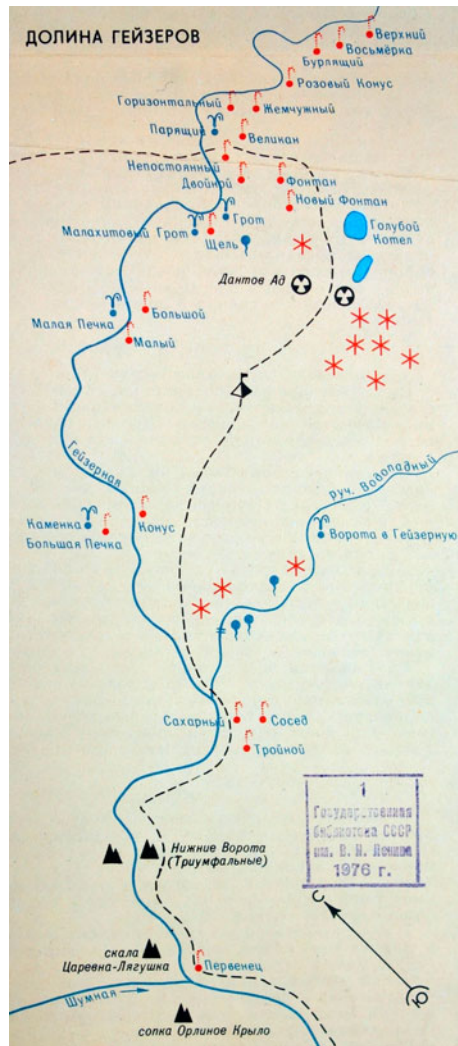 ДОЛИНА ГЕЙЗЕРОВ
Верхний
Восьмёрка
Бурлящий
Розовый Конус
Горизонтальный
Жемчужный
Парящий
Великан
Непостоянный
Двойной
Фонтан
Новый Фонтан
Грот
Малахитовый Грот
Щель
Голубой
Котел
Дантов Ад
Большой
Малая Печка
Малый
Гейзерная
руч. Водопадный
Каменка
Конус
Большая Печка
Ворота в Гейзерную
Сахарный
Сосед
Тройной
1
Государственная
библиотека СССР
им. В. И. Ленина
1976 г.
Нижние Ворота
(Триумфальные)
С
Ю
скала
Царевна-Лягушка
Первенец
Шумная
сопка Орлиное Крыло